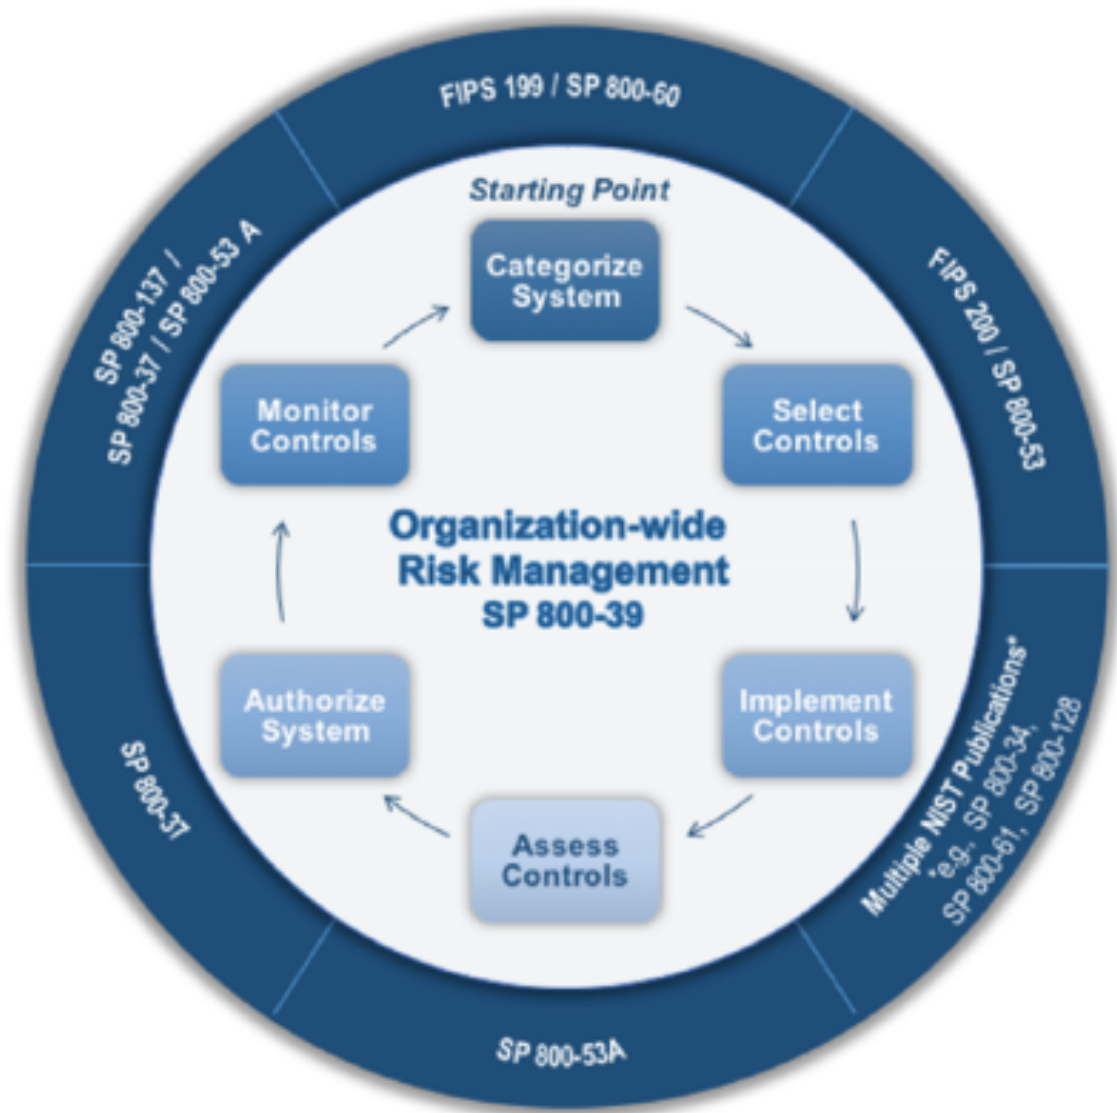 FIPS 199 / SP 800-60
Starting Point
Categorize
System
FIPS 200 / SP 800-53
Select
Controls
Multiple NIST Publications*
*e.g., SP 800-34,
SP 800-61, SP 800-128
Implement
Controls
SP 800-53A
Assess
Controls
SP 800-37
Authorize
System
SP 800-137 /
SP 800-37 / SP 800-53 A
Monitor
Controls
Organization-wide
Risk Management
SP 800-39